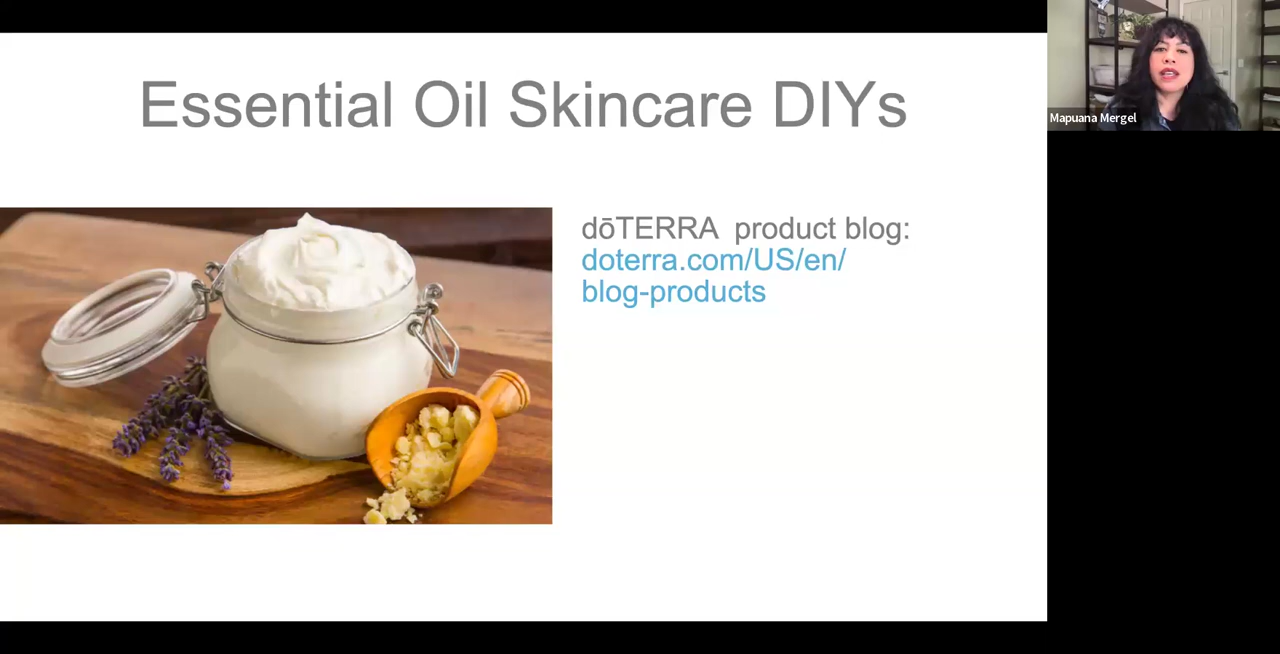 Essential Oil Skincare DIYs
dōTERRA product blog:
doterra.com/US/en/
blog-products
Mapuana Mergel